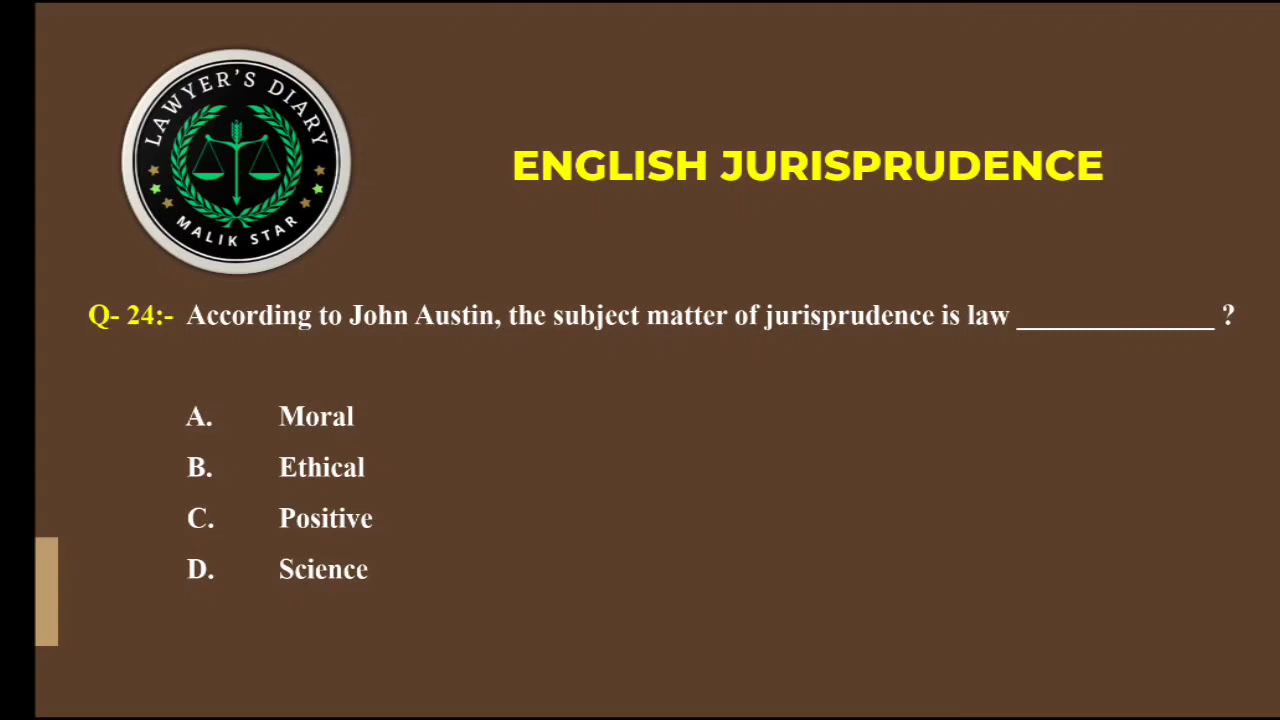 LAWYER'S DIARY
MALIK STAR
ENGLISH JURISPRUDENCE
Q- 24:- According to John Austin, the subject matter of jurisprudence is law ______________ ?
A. Moral
B. Ethical
C. Positive
D. Science